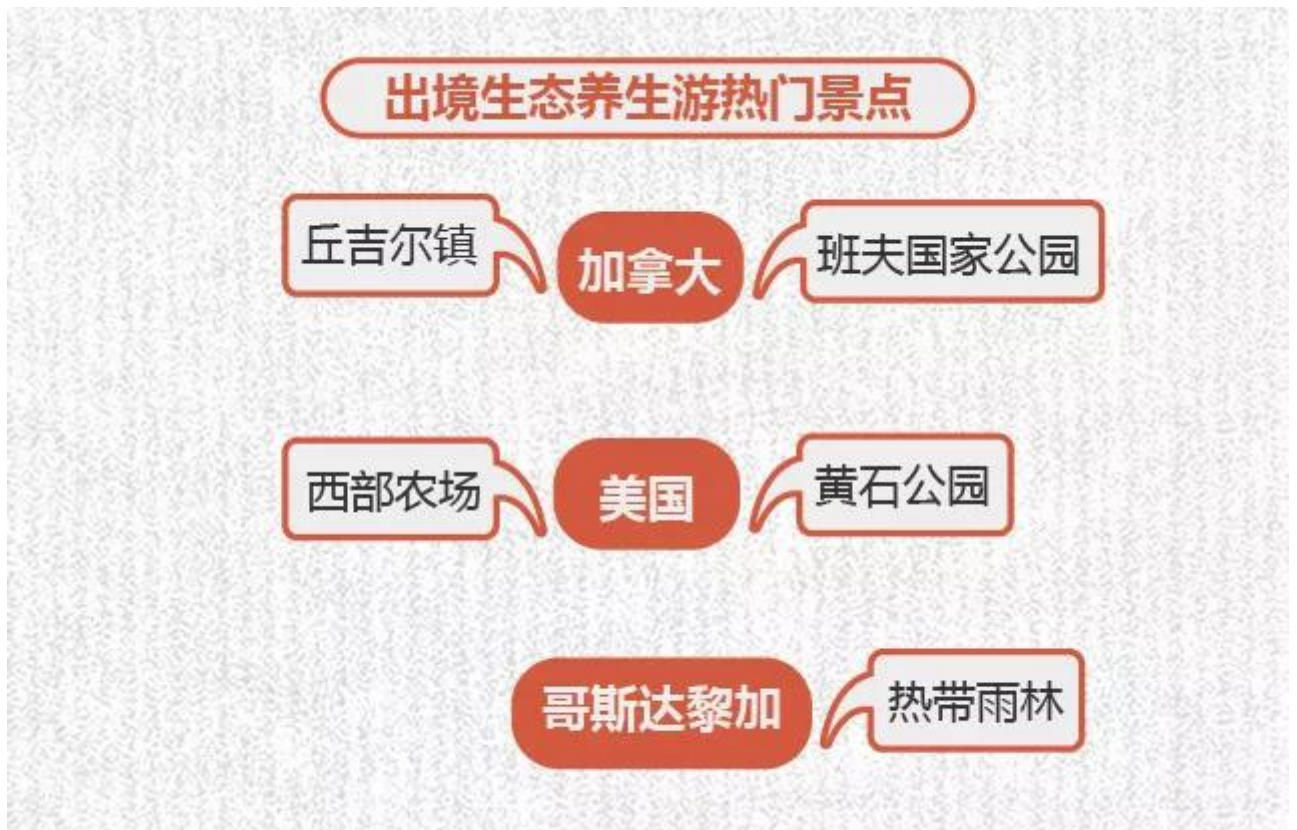 出境生态养生游热门景点
丘吉尔镇
加拿大
班夫国家公园
西部农场
美国
黄石公园
哥斯达黎加
热带雨林